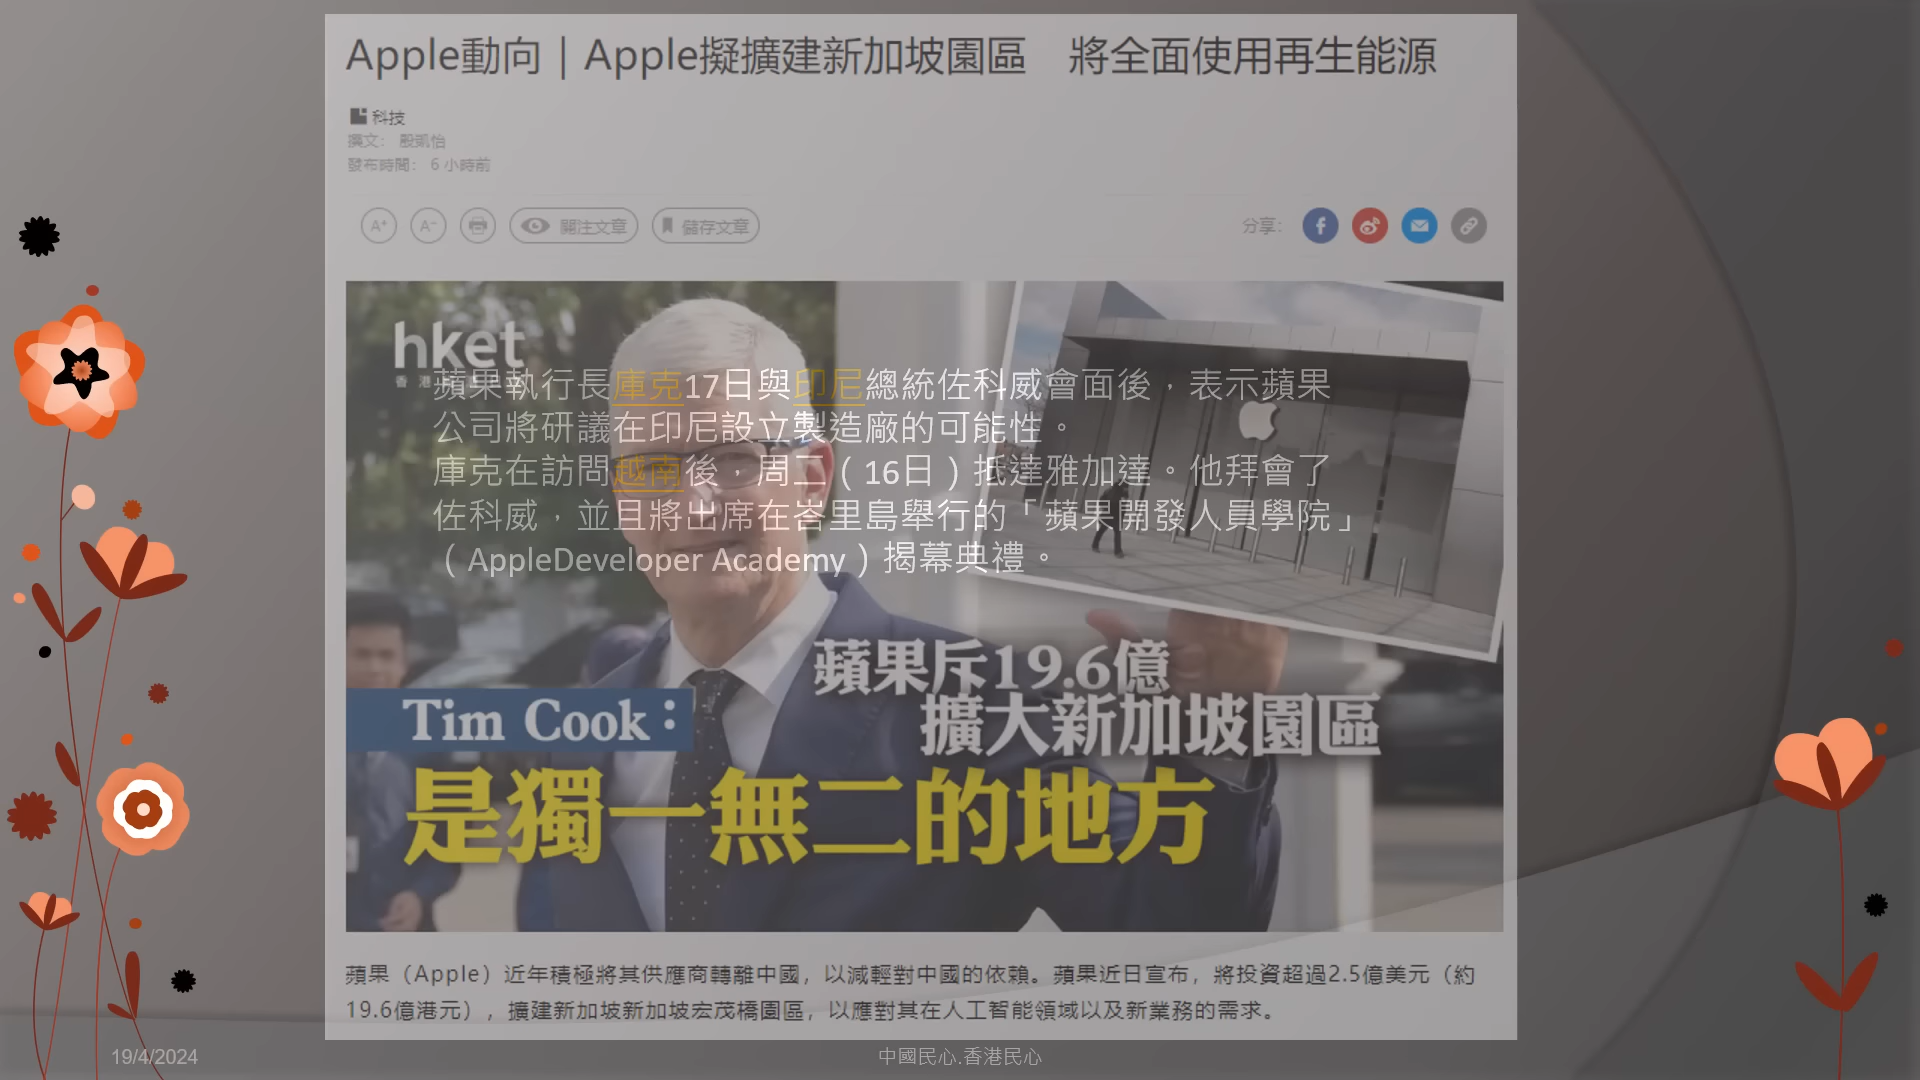 Apple動向｜Apple擬擴建新加坡園區　將全面使用再生能源
科技
撰文： 殷凱怡
發布時間： 6 小時前
A+ A- 關注文章 儲存文章 分享：
hket
蘋果執行長庫克17日與印尼總統佐科威會面後，表示蘋果
公司將研議在印尼設立製造廠的可能性。
庫克在訪問越南後，周二（16日）抵達雅加達。他拜會了
佐科威，並且將出席在峇里島舉行的「蘋果開發人員學院」
（AppleDeveloper Academy）揭幕典禮。
蘋果斥19.6億
擴大新加坡園區
Tim Cook：
是獨一無二的地方
蘋果（Apple）近年積極將其供應商轉離中國，以減輕對中國的依賴。蘋果近日宣布，將投資超過2.5億美元（約
19.6億港元），擴建新加坡新加坡宏茂橋園區，以應對其在人工智能領域以及新業務的需求。
19/4/2024
中國民心.香港民心